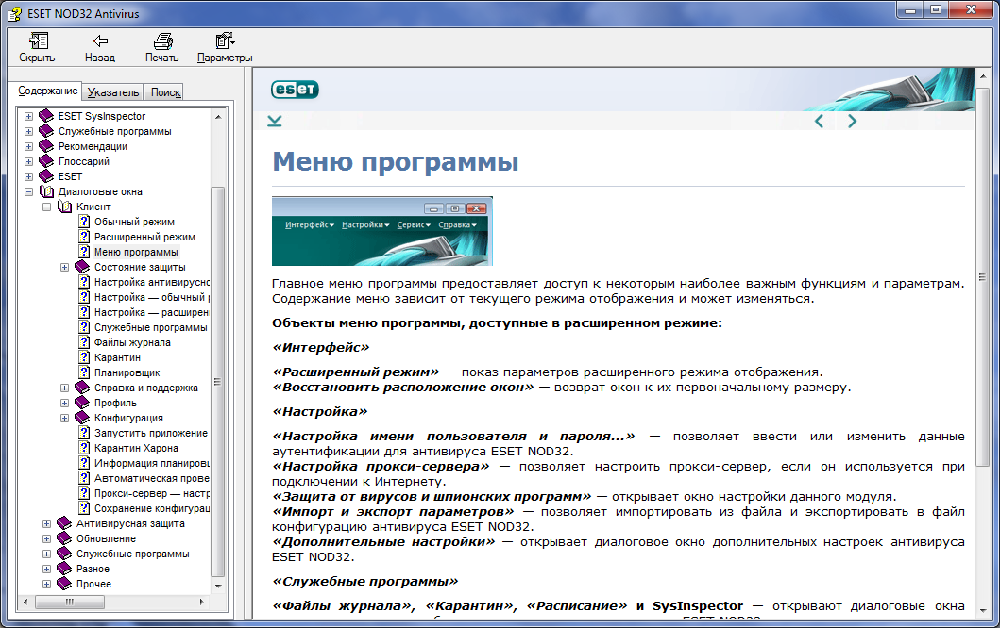 ESET NOD32 Antivirus
Скрыть Назад Печать Параметры
Содержание Указатель Поиск
ESET SysInspector
Служебные программы
Рекомендации
Глоссарий
ESET
Диалоговые окна
Клиент
Обычный режим
Расширенный режим
Меню программы
Состояние защиты
Настройка антивирусно
Настройка — обычный
Настройка — расширен
Служебные программы
Файлы журнала
Карантин
Планировщик
Справка и поддержка
Профиль
Конфигурация
Запустить приложение
Карантин Харона
Информация планировщ
Автоматическая прове
Прокси-сервер — настр
Сохранение конфигурац
Антивирусная защита
Обновление
Служебные программы
Разное
Прочее
eset
Меню программы
Интерфейс Настройки Сервис Справка
Главное меню программы предоставляет доступ к некоторым наиболее важным функциям и параметрам.
Содержание меню зависит от текущего режима отображения и может изменяться.
Объекты меню программы, доступные в расширенном режиме:
«Интерфейс»
«Расширенный режим» — показ параметров расширенного режима отображения.
«Восстановить расположение окон» — возврат окон к их первоначальному размеру.
«Настройка»
«Настройка имени пользователя и пароля...» — позволяет ввести или изменить данные
аутентификации для антивируса ESET NOD32.
«Настройка прокси-сервера» — позволяет настроить прокси-сервер, если он используется при
подключении к Интернету.
«Защита от вирусов и шпионских программ» — открывает окно настройки данного модуля.
«Импорт и экспорт параметров» — позволяет импортировать из файла и экспортировать в файл
конфигурацию антивируса ESET NOD32.
«Дополнительные настройки» — открывает диалоговое окно дополнительных настроек антивируса
ESET NOD32.
«Служебные программы»
«Файлы журнала», «Карантин», «Расписание» и SysInspector — открывают диалоговые окна